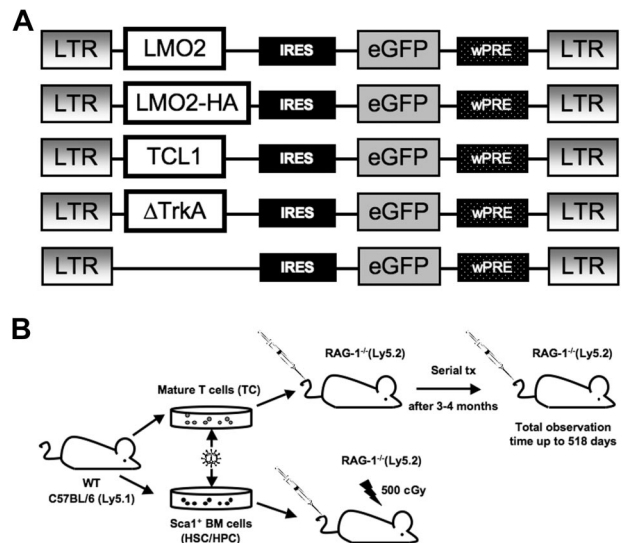 A
LTR LMO2 IRES eGFP wPRE LTR
LTR LMO2-HA IRES eGFP wPRE LTR
LTR TCL1 IRES eGFP wPRE LTR
LTR ΔTrkA IRES eGFP wPRE LTR
LTR IRES eGFP wPRE LTR
B
RAG-1⁻/⁻(Ly5.2)
RAG-1⁻/⁻(Ly5.2)
Serial tx
after 3-4 months
Mature T cells (TC)
Total observation
time up to 518 days
WT
C57BL/6 (Ly5.1)
RAG-1⁻/⁻(Ly5.2)
500 cGy
Sca1⁺ BM cells
(HSC/HPC)